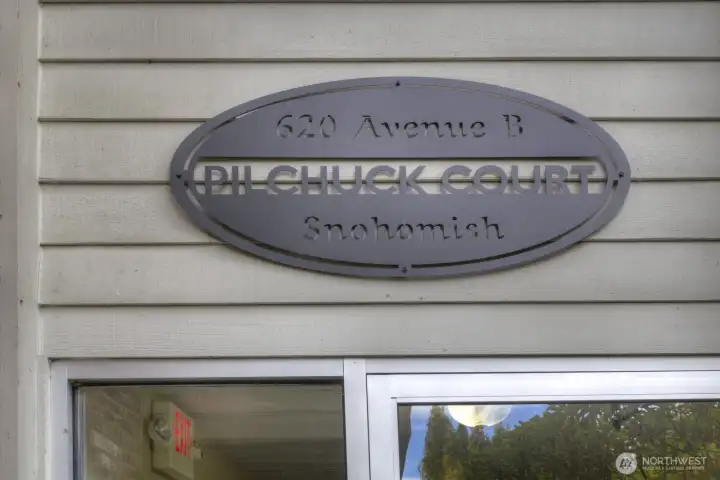 620 Avenue B
PILCHUCK COURT
Snohomish
EXIT
NORTHWEST